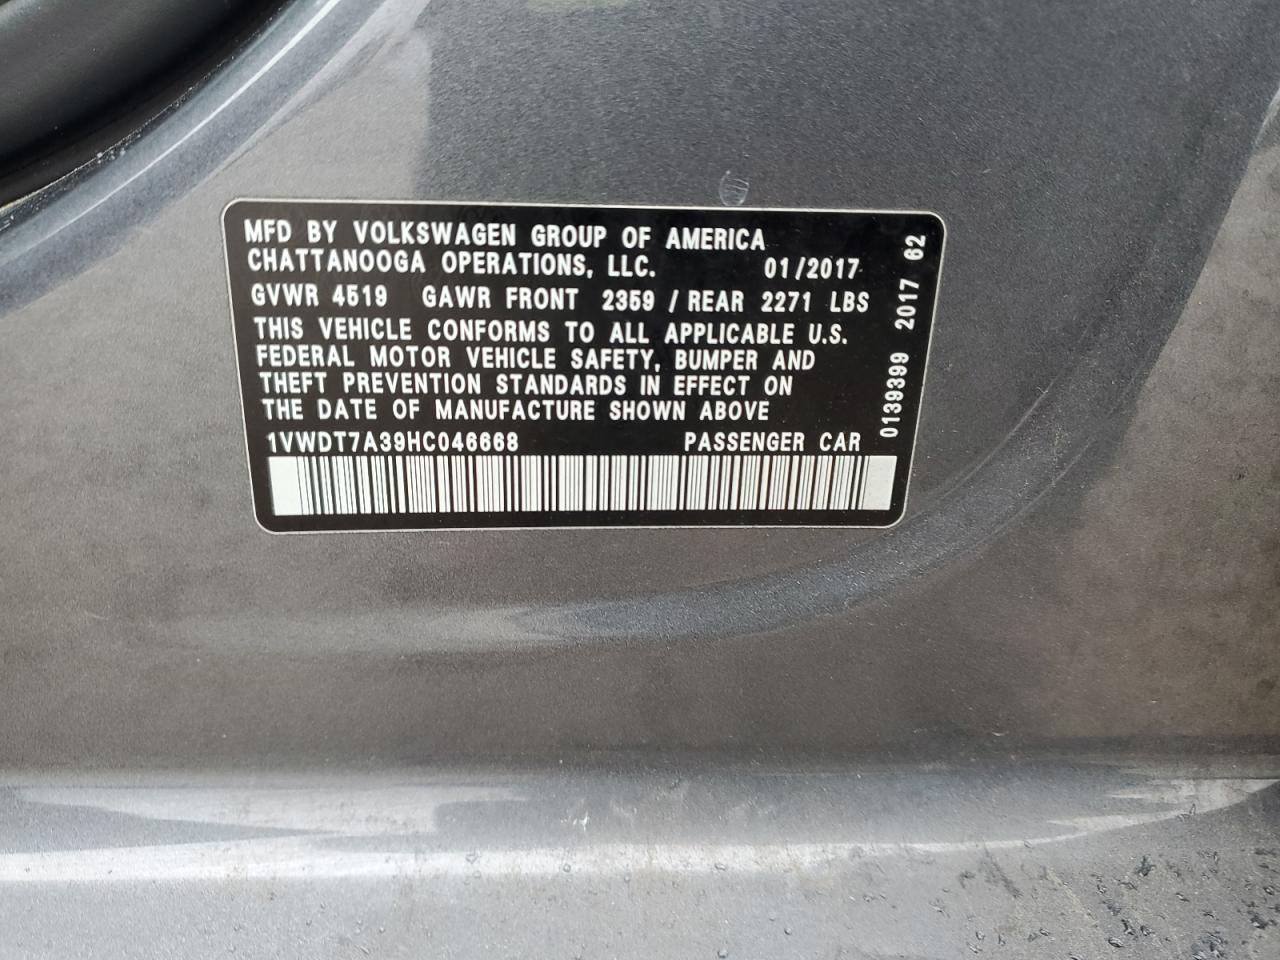 MFD BY VOLKSWAGEN GROUP OF AMERICA
CHATTANOOGA OPERATIONS, LLC. 01/2017
GVWR 4519 GAWR FRONT 2359 / REAR 2271 LBS
THIS VEHICLE CONFORMS TO ALL APPLICABLE U.S.
FEDERAL MOTOR VEHICLE SAFETY, BUMPER AND
THEFT PREVENTION STANDARDS IN EFFECT ON
THE DATE OF MANUFACTURE SHOWN ABOVE
1VWDT7A39HC046668 PASSENGER CAR
0139399 2017 62